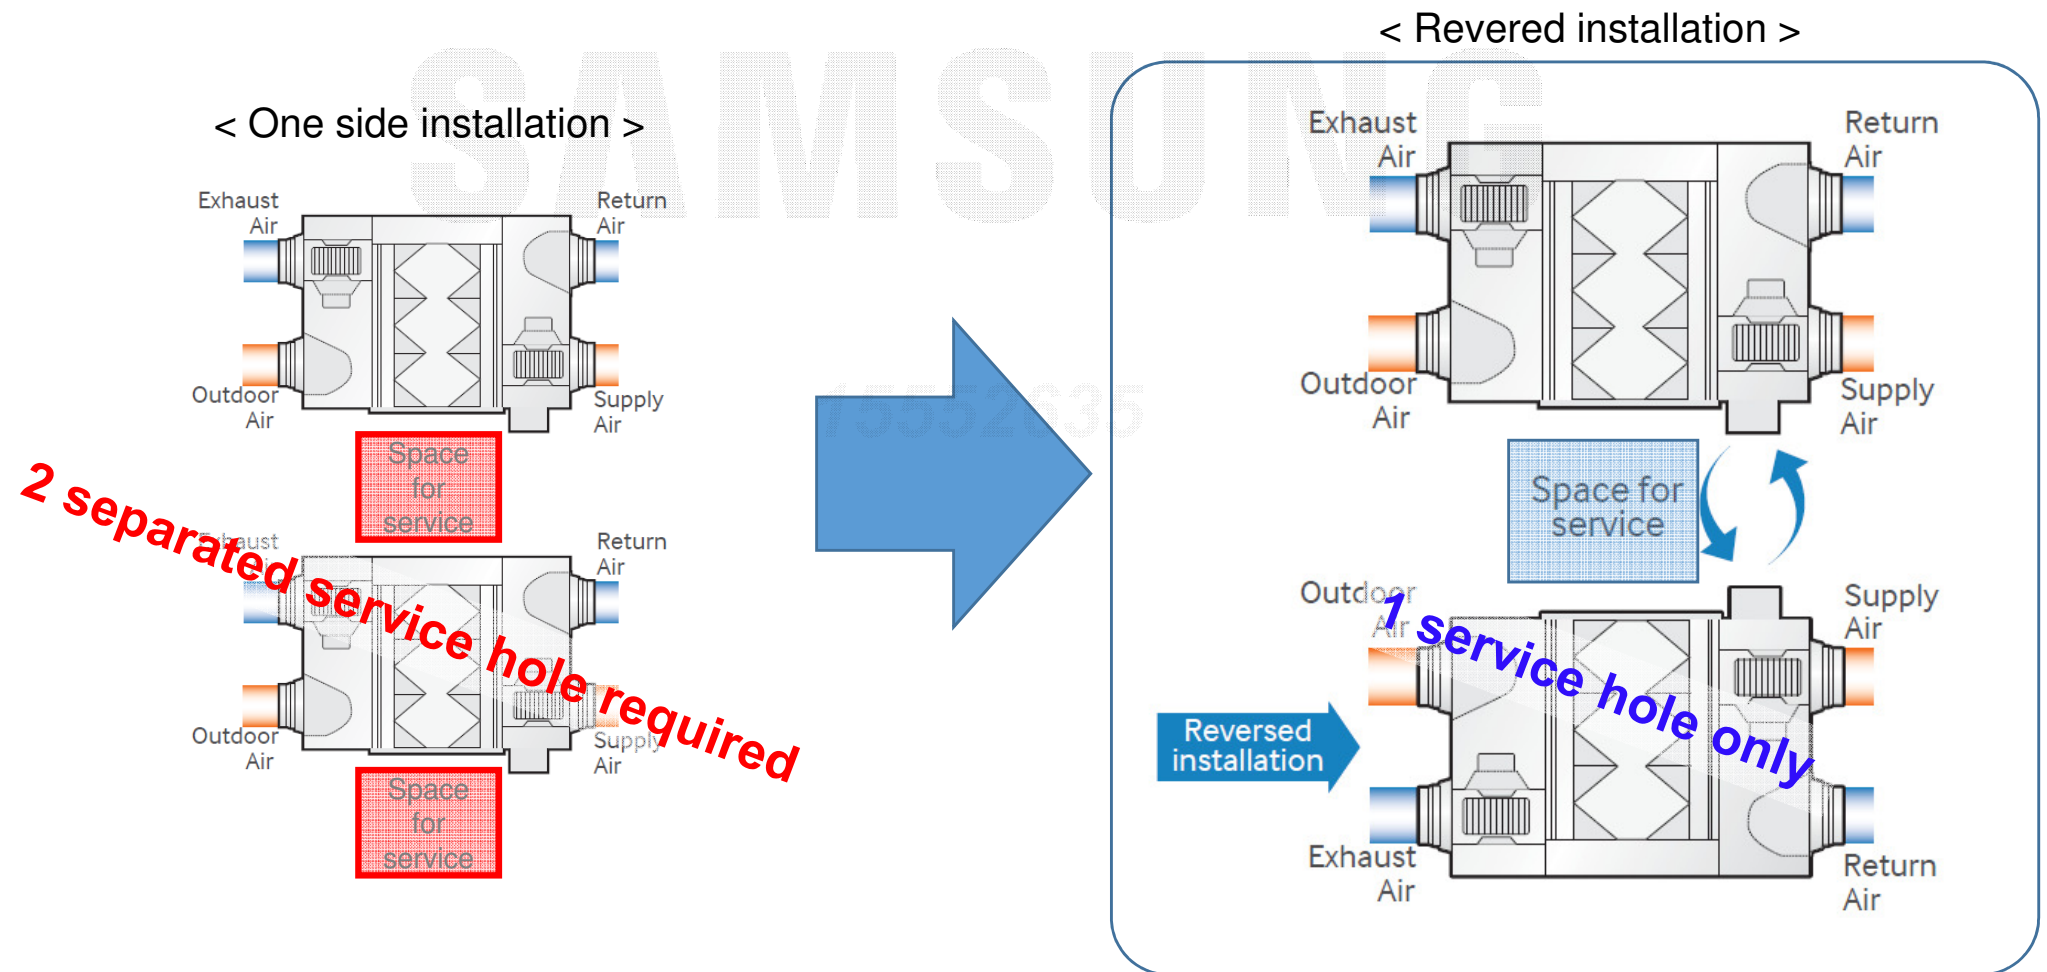 SAMSUNG
15552635
< One side installation >
Exhaust
Air
Return
Air
Outdoor
Air
Supply
Air
Space
for
service
2 separated service hole required
Exhaust
Return
Air
Outdoor
Air
Supply
Air
Space
for
service
< Revered installation >
Exhaust
Air
Return
Air
Outdoor
Air
Supply
Air
Space for
service
Outdoor
Air
Supply
Air
1 service hole only
Reversed
installation
Exhaust
Air
Return
Air